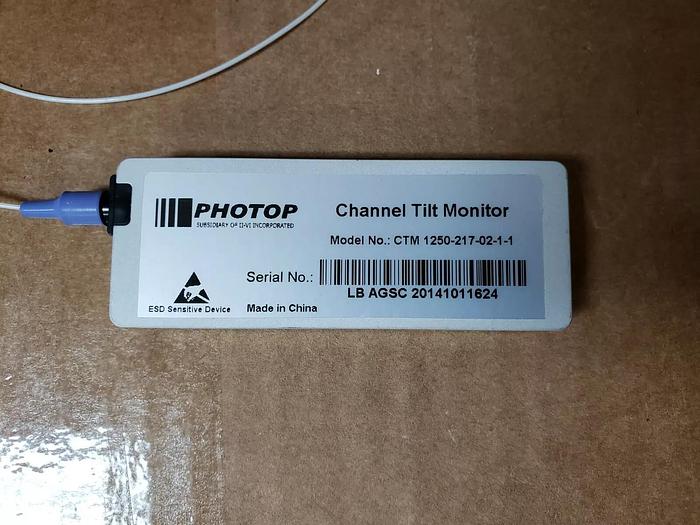 PHOTOP
SUBSIDIARY OF II-VI INCORPORATED
Channel Tilt Monitor
Model No.: CTM 1250-217-02-1-1
Serial No.:
LB AGSC 20141011624
ESD Sensitive Device
Made in China